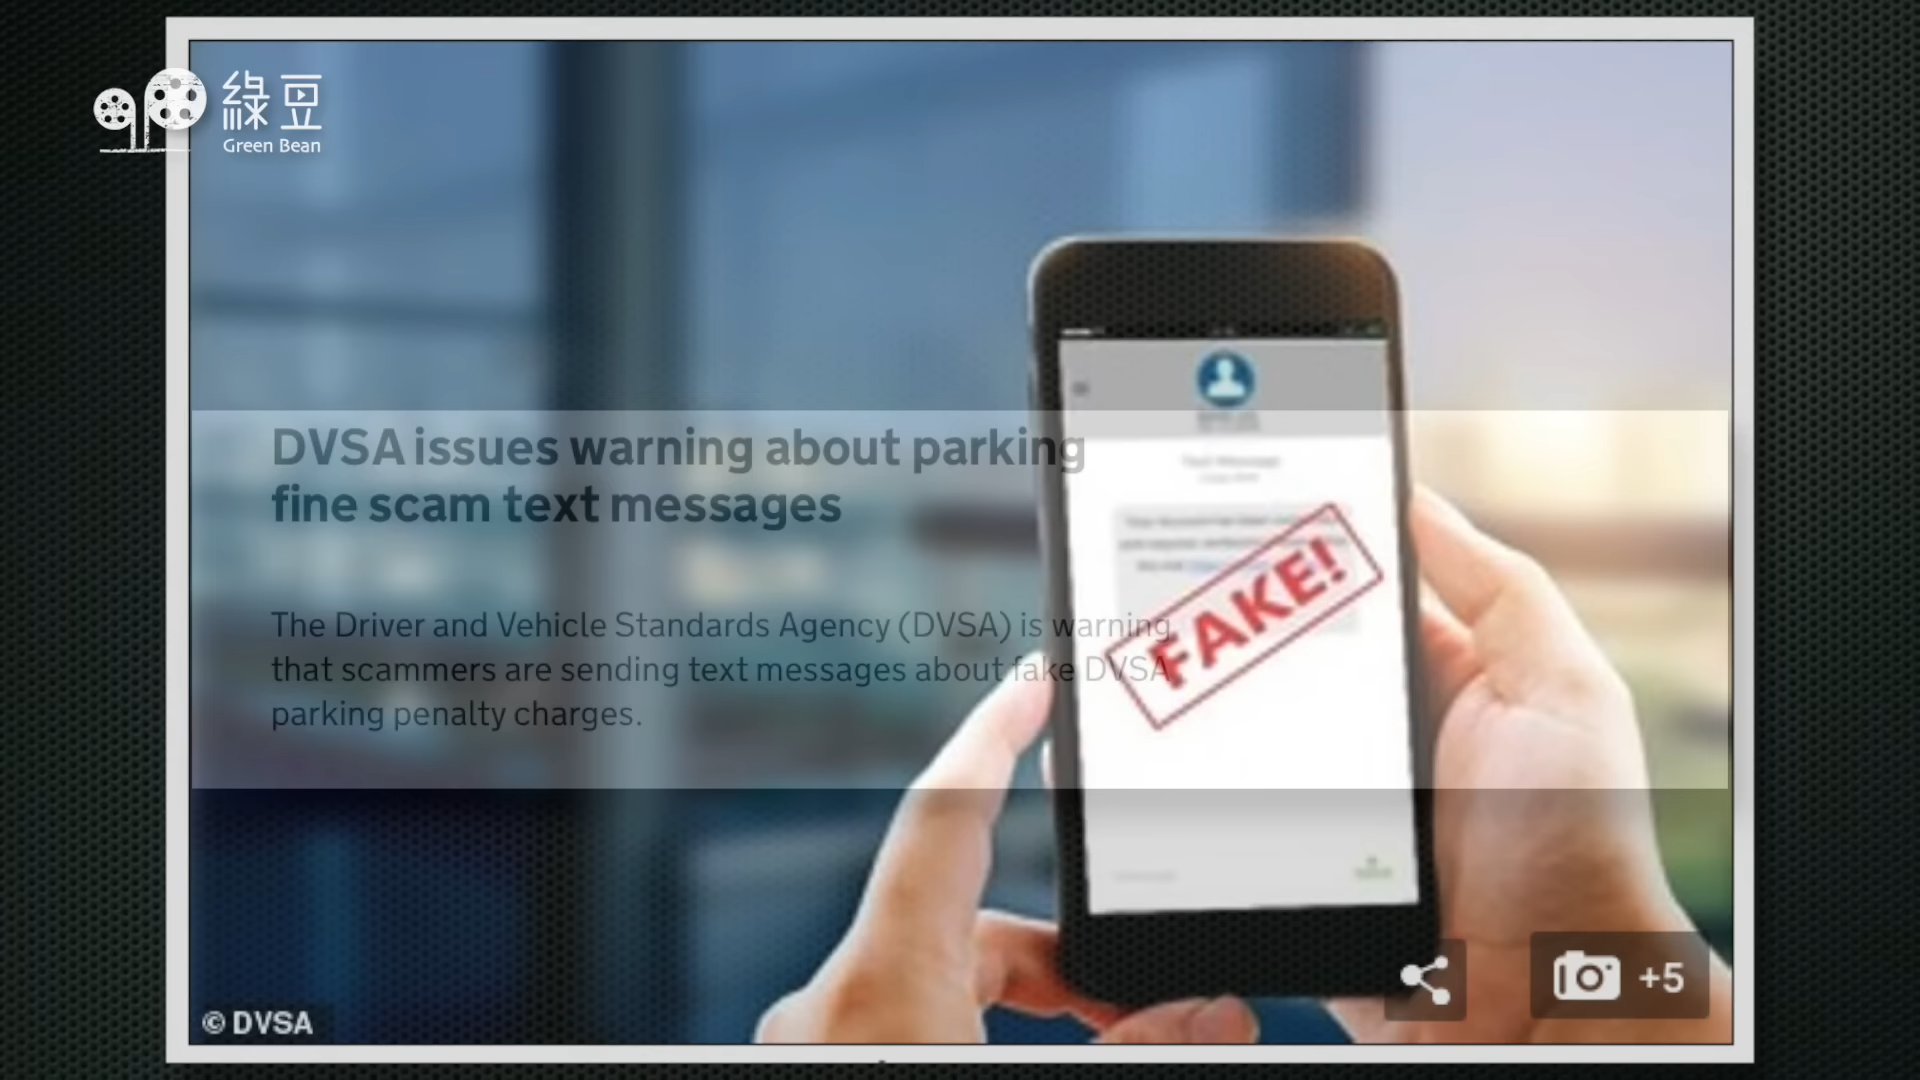 綠豆
Green Bean
DVSA issues warning about parking
fine scam text messages
The Driver and Vehicle Standards Agency (DVSA) is warning
that scammers are sending text messages about fake DVSA
parking penalty charges.
FAKE!
+5
© DVSA